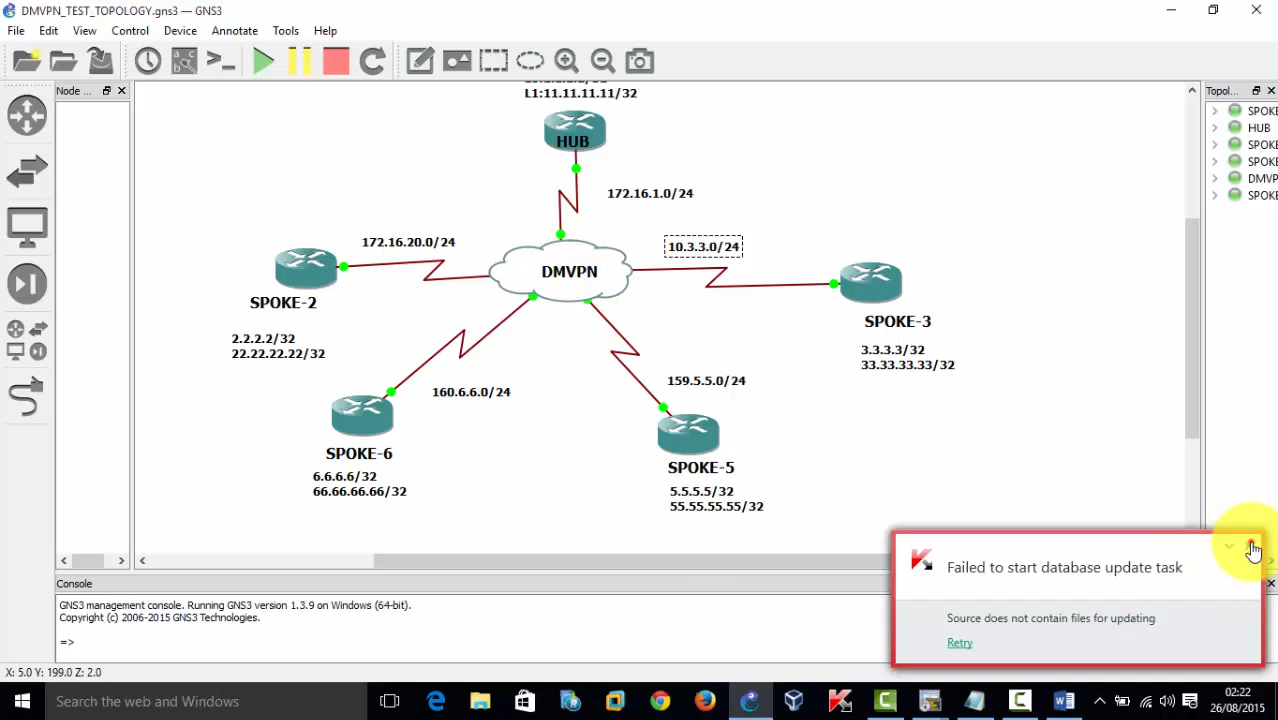 DMVPN_TEST_TOPOLOGY.gns3 — GNS3
File Edit View Control Device Annotate Tools Help
Node ...
Topol...
L1:11.11.11.11/32
HUB
172.16.1.0/24
172.16.20.0/24
10.3.3.0/24
DMVPN
SPOKE-2
2.2.2.2/32
22.22.22.22/32
SPOKE-3
3.3.3.3/32
33.33.33.33/32
160.6.6.0/24
159.5.5.0/24
SPOKE-6
6.6.6.6/32
66.66.66.66/32
SPOKE-5
5.5.5.5/32
55.55.55.55/32
SPOKE
HUB
SPOKE
SPOKE
DMVP
SPOKE
Console
GNS3 management console. Running GNS3 version 1.3.9 on Windows (64-bit).
Copyright (c) 2006-2015 GNS3 Technologies.
=>
Failed to start database update task
Source does not contain files for updating
Retry
X: 5.0 Y: 199.0 Z: 2.0
Search the web and Windows
02:22
26/08/2015